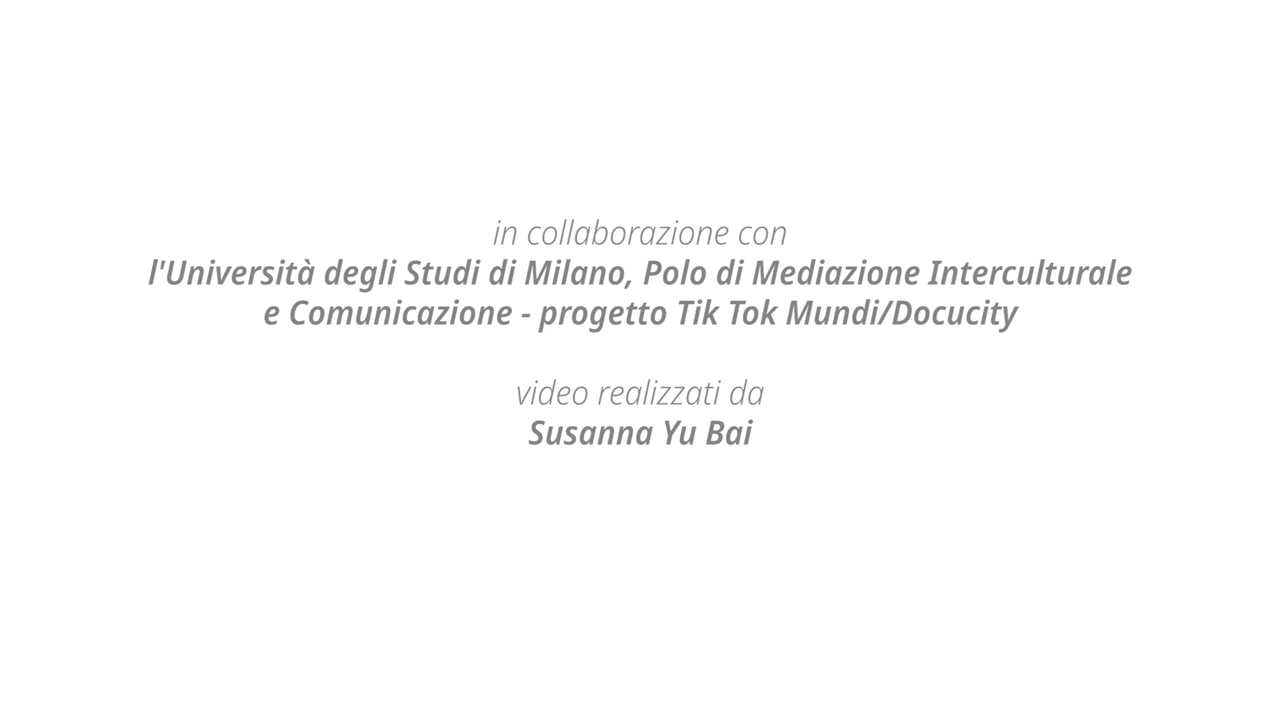 in collaborazione con
l'Università degli Studi di Milano, Polo di Mediazione Interculturale
e Comunicazione - progetto Tik Tok Mundi/Docucity
video realizzati da
Susanna Yu Bai